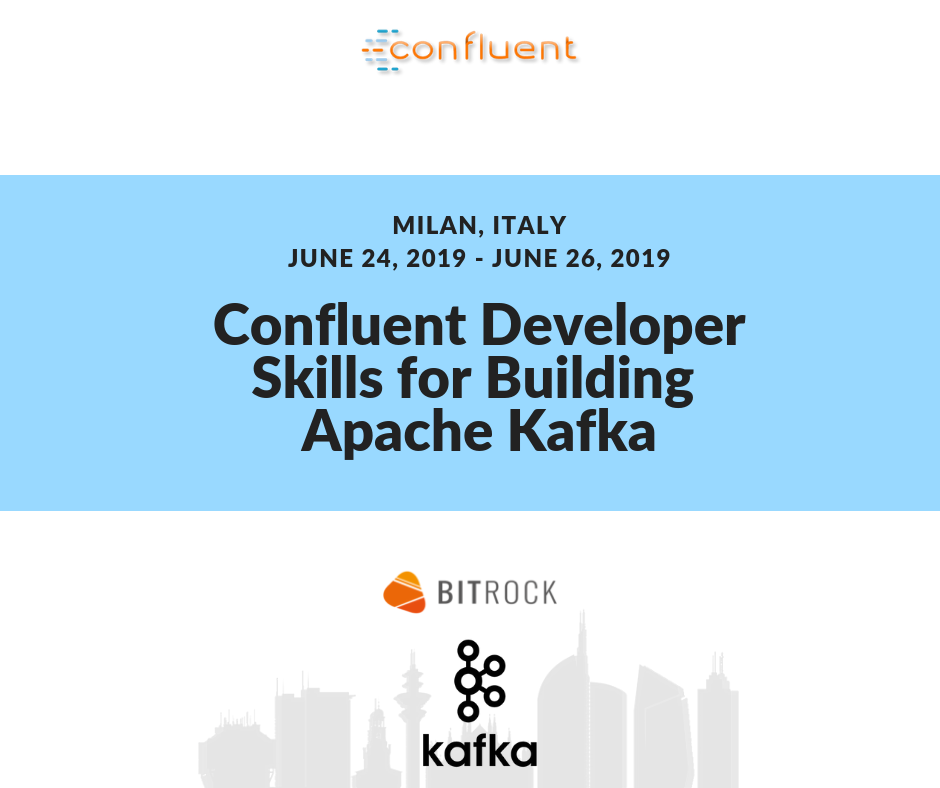 confluent
MILAN, ITALY
JUNE 24, 2019 - JUNE 26, 2019
Confluent Developer
Skills for Building
Apache Kafka
BITROCK
kafka